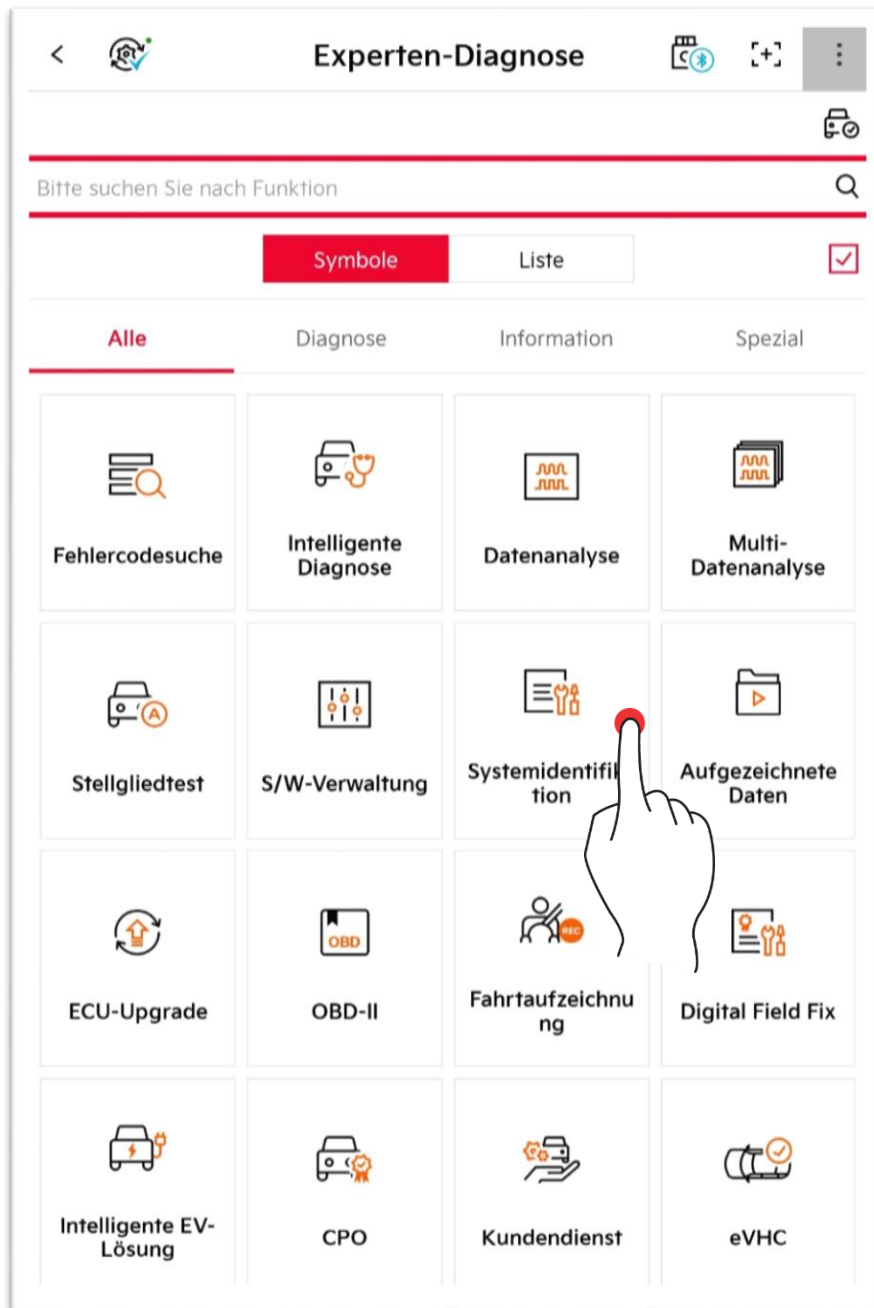 Experten-Diagnose
Bitte suchen Sie nach Funktion
Symbole
Liste
Alle
Diagnose
Information
Spezial
Fehlercodesuche
Intelligente
Diagnose
Datenanalyse
Multi-
Datenanalyse
Stellgliedtest
S/W-Verwaltung
tion
Aufgezeichnete
Daten
ECU-Upgrade
OBD
OBD-II
REC
Fahrtaufzeichnu
ng
Digital Field Fix
Intelligente EV-
Lösung
CPO
Kundendienst
eVHC